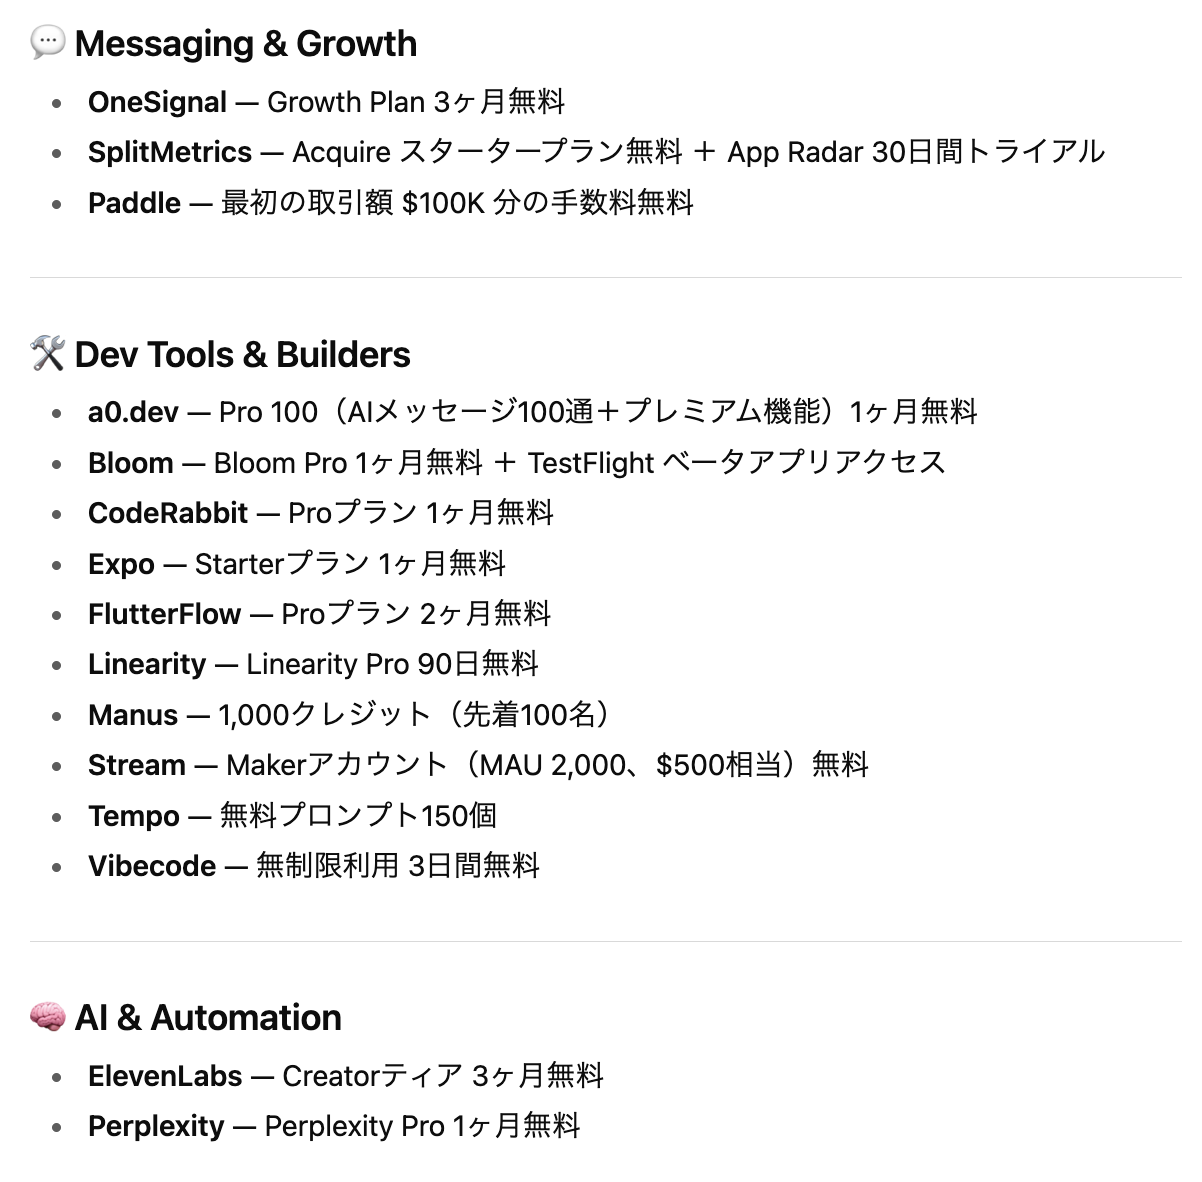 💬 Messaging & Growth
• OneSignal — Growth Plan 3ヶ月無料
• SplitMetrics — Acquire スタータープラン無料 ＋ App Radar 30日間トライアル
• Paddle — 最初の取引額 $100K 分の手数料無料
🛠️ Dev Tools & Builders
• a0.dev — Pro 100（AIメッセージ100通＋プレミアム機能）1ヶ月無料
• Bloom — Bloom Pro 1ヶ月無料 ＋ TestFlight ベータアプリアクセス
• CodeRabbit — Proプラン 1ヶ月無料
• Expo — Starterプラン 1ヶ月無料
• FlutterFlow — Proプラン 2ヶ月無料
• Linearity — Linearity Pro 90日無料
• Manus — 1,000クレジット（先着100名）
• Stream — Makerアカウント（MAU 2,000、$500相当）無料
• Tempo — 無料プロンプト150個
• Vibecode — 無制限利用 3日間無料
🧠 AI & Automation
• ElevenLabs — Creatorティア 3ヶ月無料
• Perplexity — Perplexity Pro 1ヶ月無料